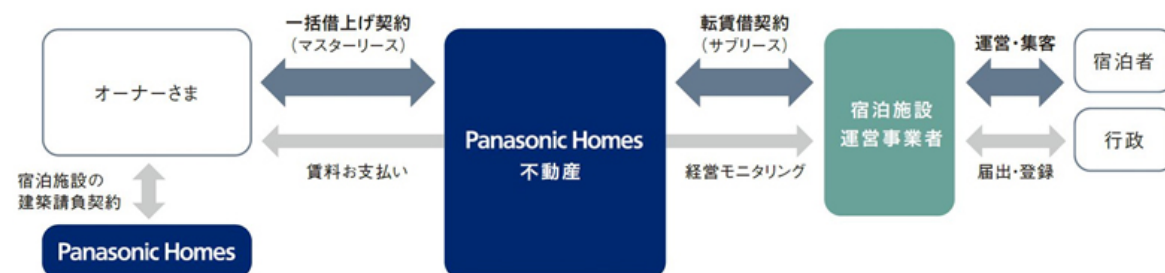 一括借上げ契約
（マスターリース）
転賃借契約
（サブリース）
運営・集客
オーナーさま
宿泊者
宿泊施設
運営事業者
Panasonic Homes
不動産
行政
賃料お支払い
経営モニタリング
届出・登録
宿泊施設の
建築請負契約
Panasonic Homes